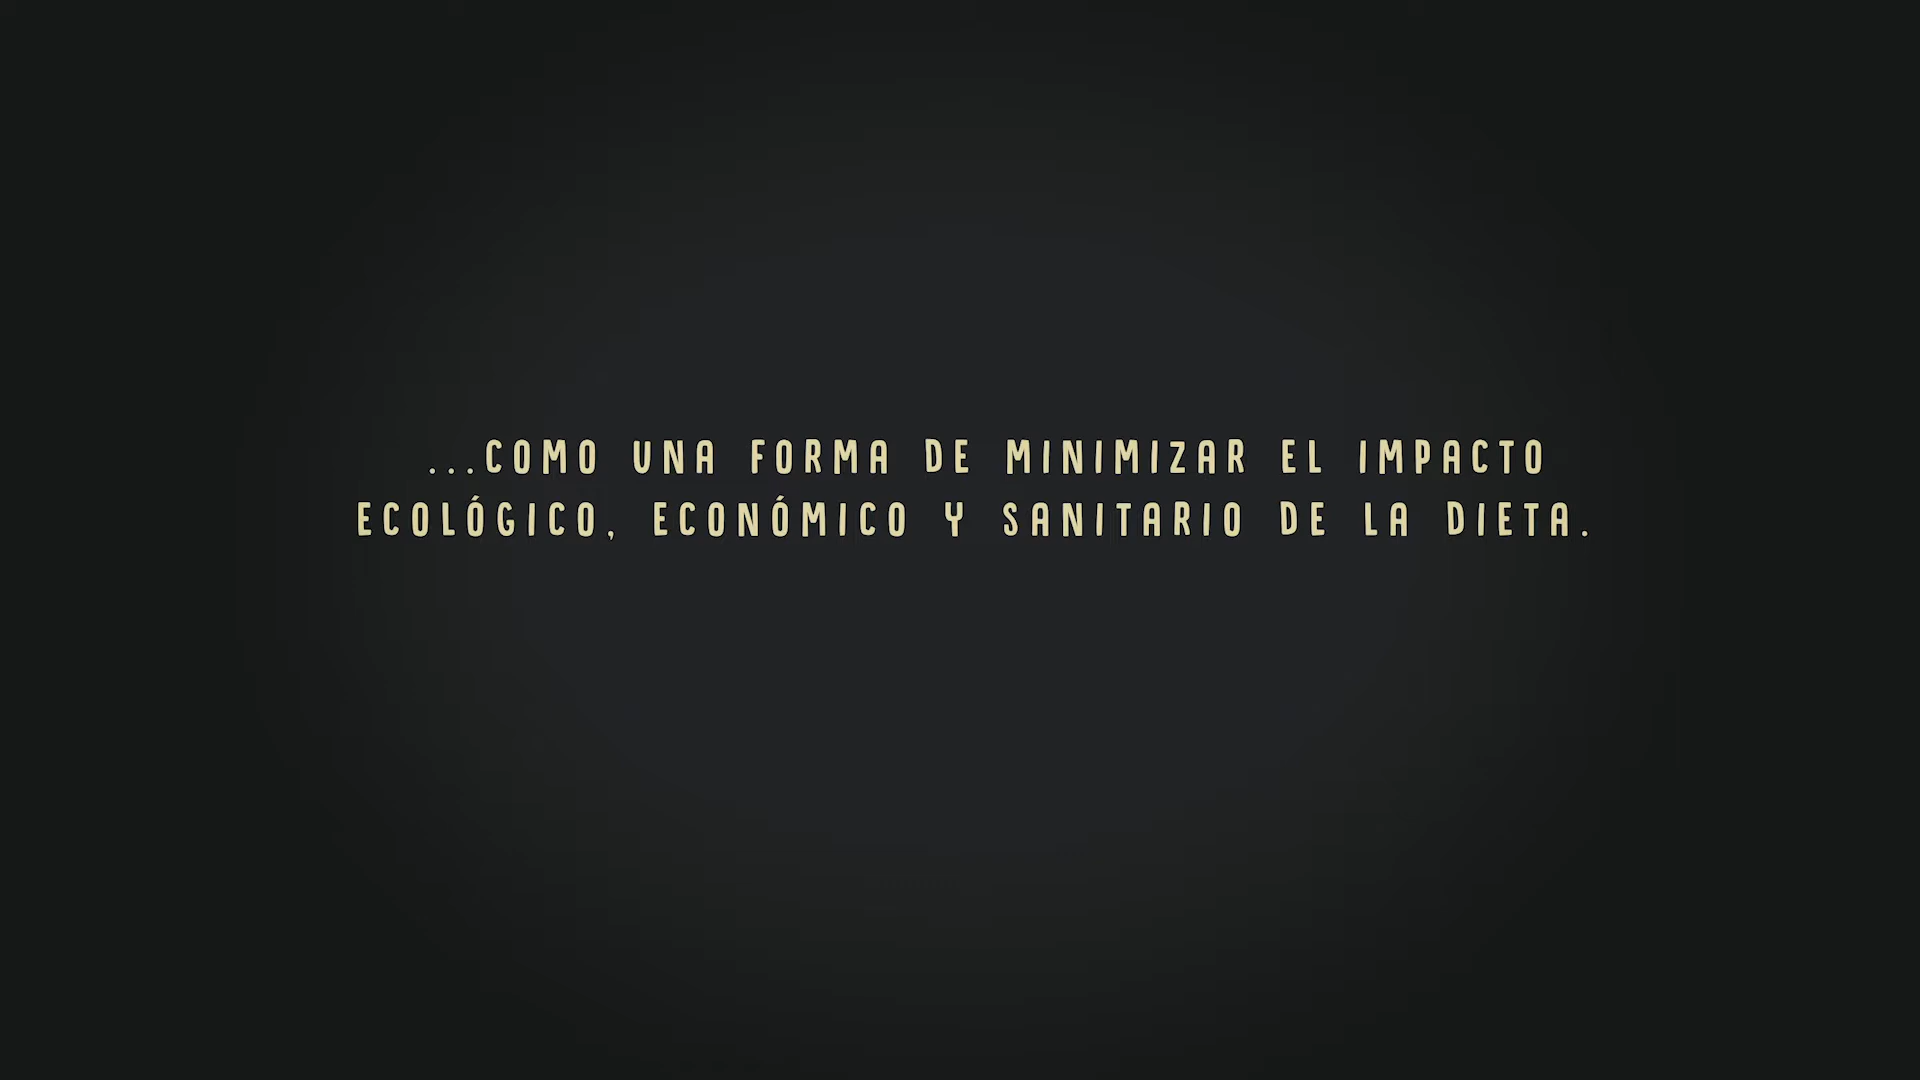 ...COMO UNA FORMA DE MINIMIZAR EL IMPACTO
ECOLÓGICO, ECONÓMICO Y SANITARIO DE LA DIETA.